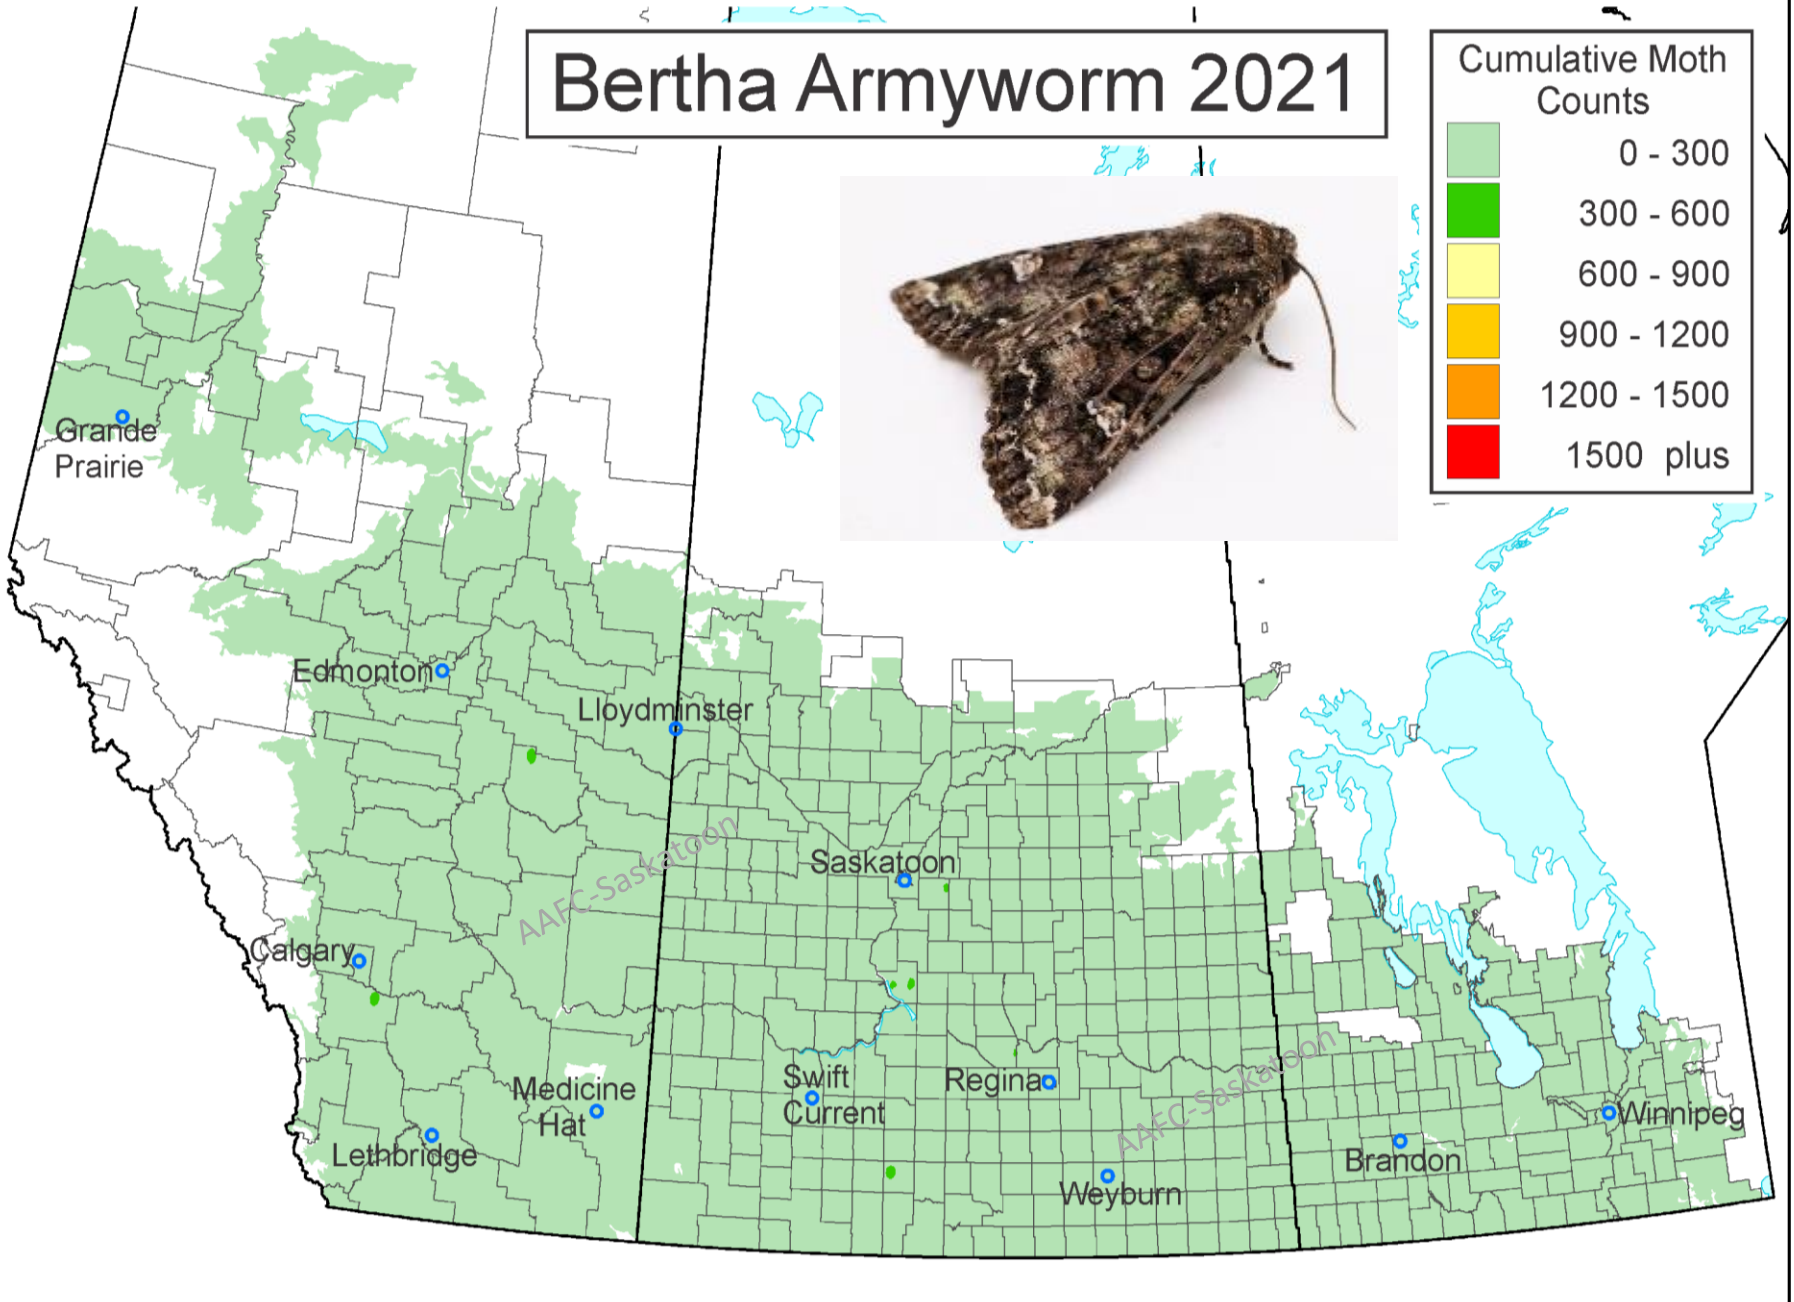 Bertha Armyworm 2021
Cumulative Moth
Counts
0 - 300
300 - 600
600 - 900
900 - 1200
1200 - 1500
1500 plus
Grande
Prairie
Edmonton
Lloydminster
AAFC-Saskatoon
Saskatoon
Calgary
Medicine
Hat
Lethbridge
Swift
Current
Regina
AAFC-Saskatoon
Weyburn
Brandon
Winnipeg